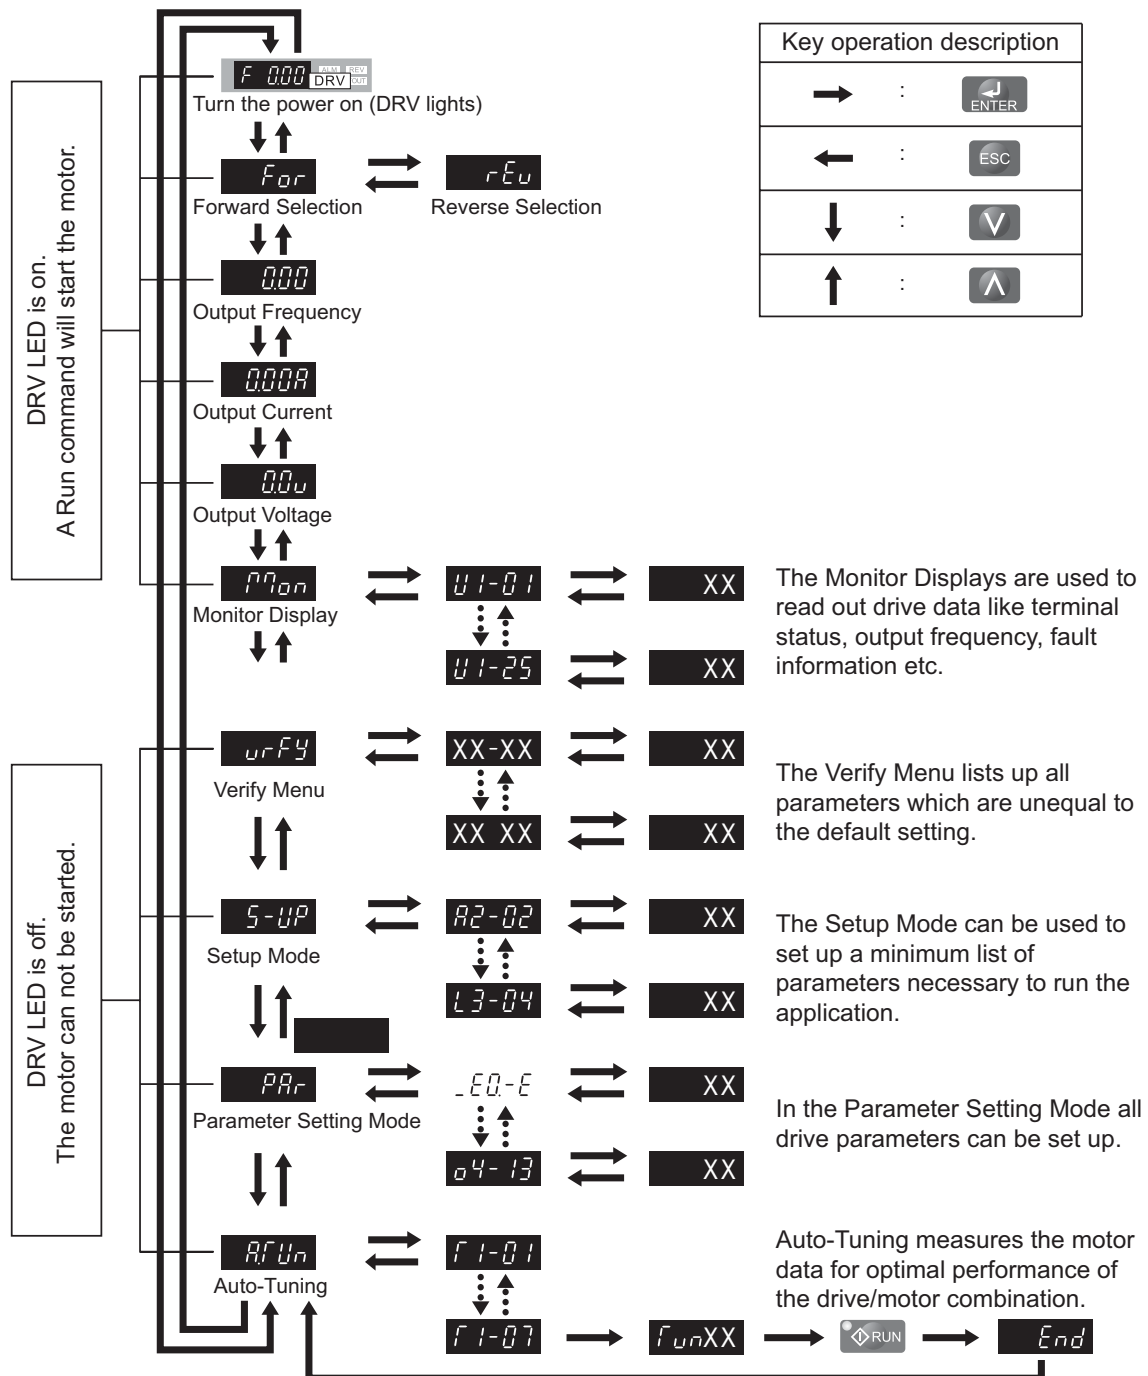 Key operation description
→ : ENTER
← : ESC
↓ : V
↑ : Λ
DRV LED is on.
A Run command will start the motor.
F 0.00 ALM REV
DRV OUT
Turn the power on (DRV lights)
For
rEv
Forward Selection
Reverse Selection
0.00
Output Frequency
0.00A
Output Current
0.0v
Output Voltage
Mon
U1-01
XX
Monitor Display
U1-25
XX
The Monitor Displays are used to
read out drive data like terminal
status, output frequency, fault
information etc.
DRV LED is off.
The motor can not be started.
vrFY
XX-XX
XX
Verify Menu
XX XX
XX
The Verify Menu lists up all
parameters which are unequal to
the default setting.
S-UP
A2-02
XX
Setup Mode
L3-04
XX
The Setup Mode can be used to
set up a minimum list of
parameters necessary to run the
application.
PAr
XX
Parameter Setting Mode
o4-13
XX
In the Parameter Setting Mode all
drive parameters can be set up.
A.TUn
T1-01
Auto-Tuning
T1-07
TunXX
RUN
End
Auto-Tuning measures the motor
data for optimal performance of
the drive/motor combination.